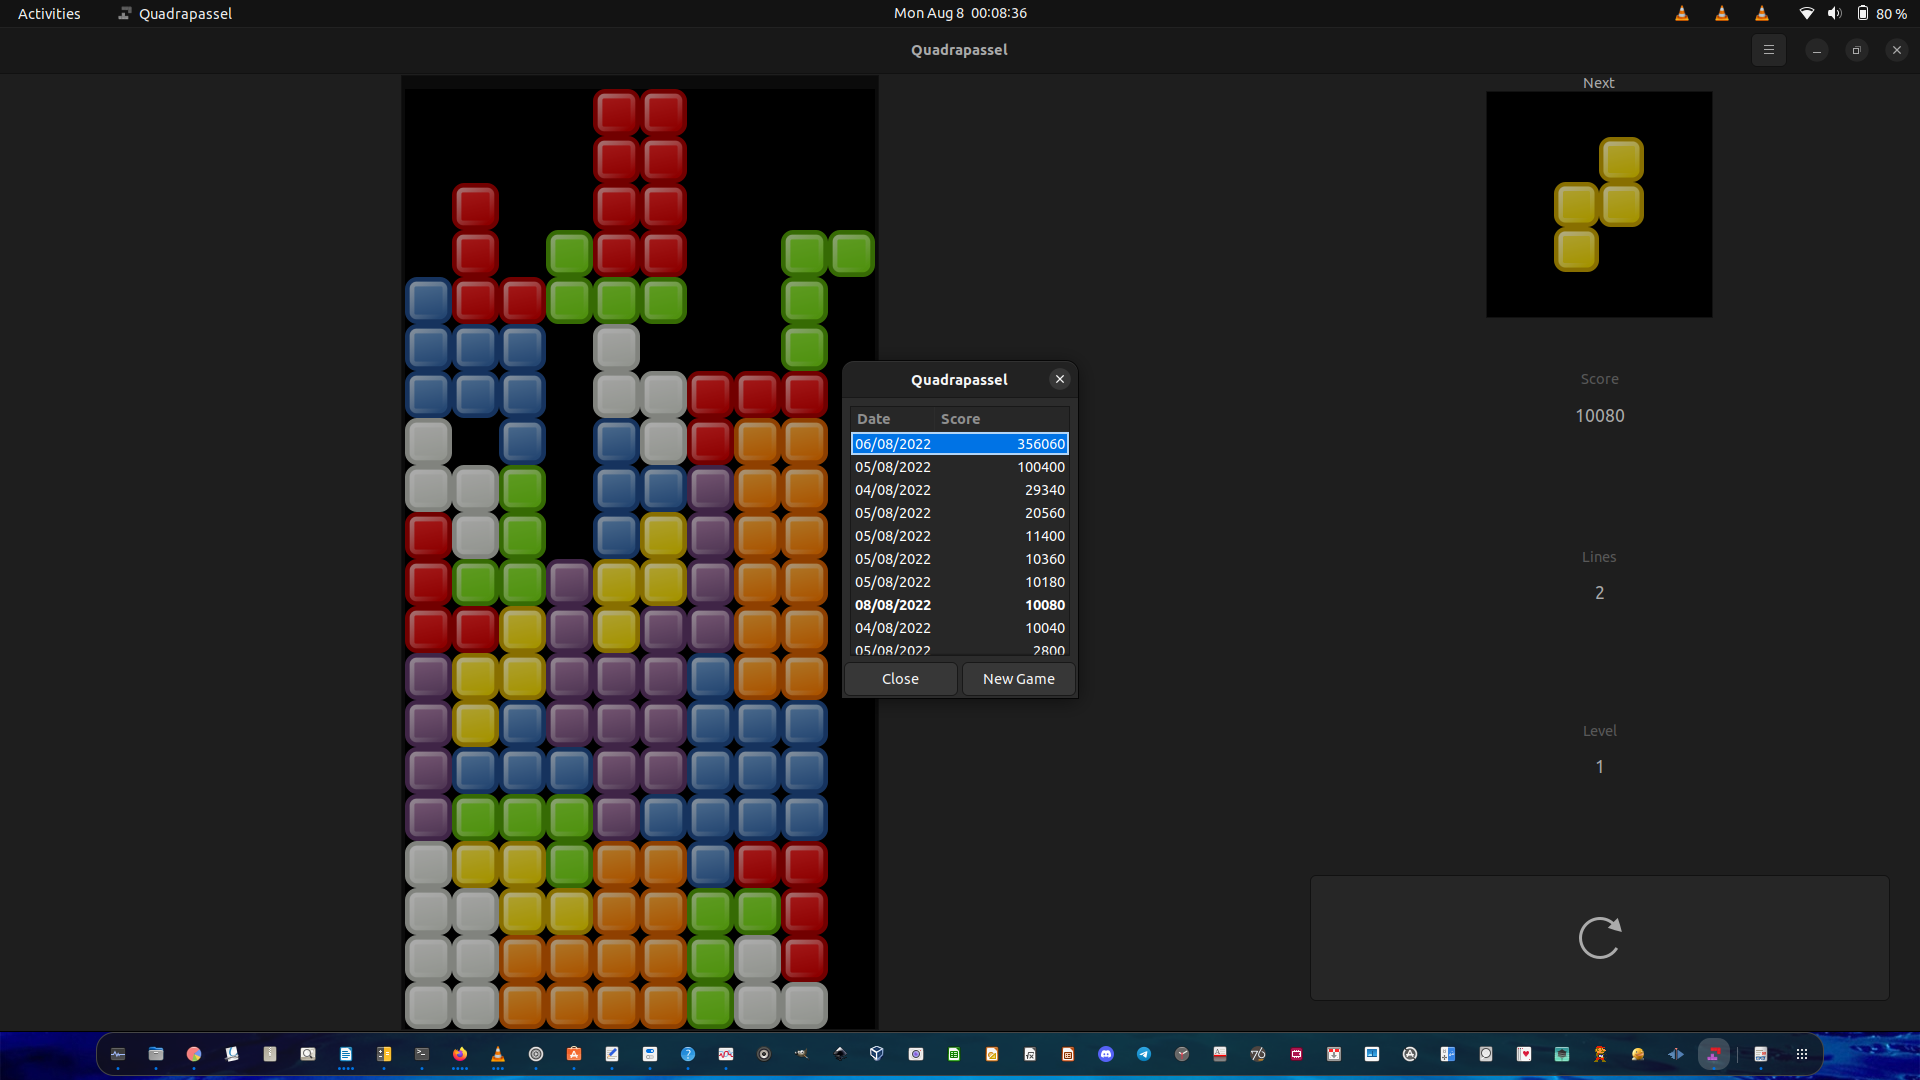 Activities
Quadrapassel
Mon Aug 8 00:08:36
80 %
Quadrapassel
Next
Score
10080
Lines
2
Level
1
Quadrapassel
Date Score
06/08/2022 356060
05/08/2022 100400
04/08/2022 29340
05/08/2022 20560
05/08/2022 11400
05/08/2022 10360
05/08/2022 10180
08/08/2022 10080
04/08/2022 10040
05/08/2022 2800
Close New Game